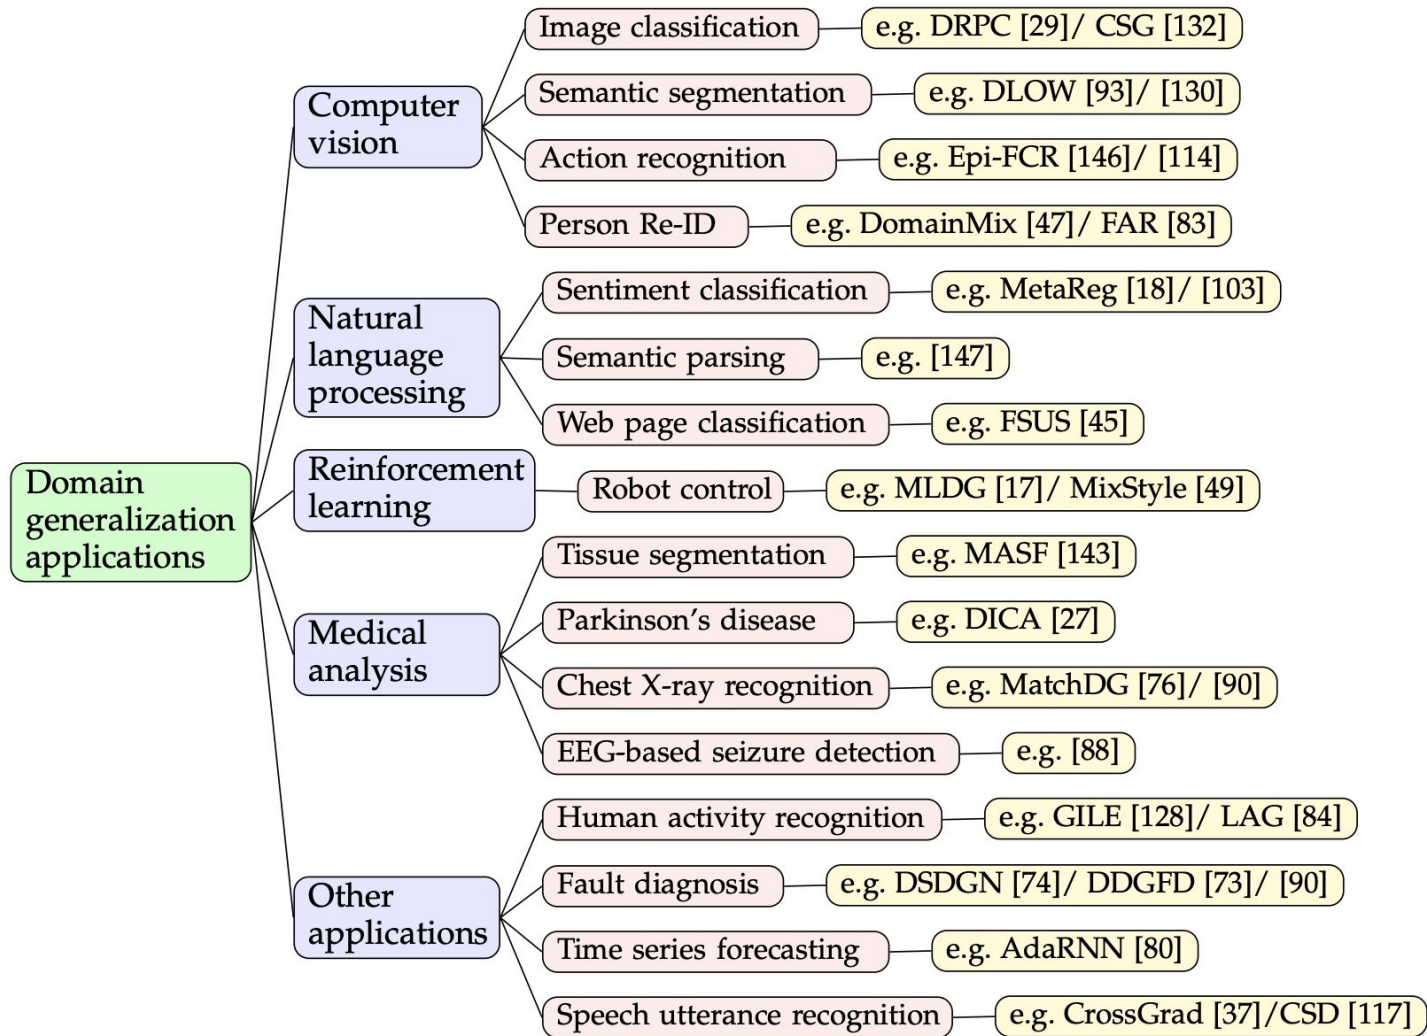 Domain
generalization
applications
Computer
vision
Image classification
e.g. DRPC [29]/ CSG [132]
Semantic segmentation
e.g. DLOW [93]/ [130]
Action recognition
e.g. Epi-FCR [146]/ [114]
Person Re-ID
e.g. DomainMix [47]/ FAR [83]
Natural
language
processing
Sentiment classification
e.g. MetaReg [18]/ [103]
Semantic parsing
e.g. [147]
Web page classification
e.g. FSUS [45]
Reinforcement
learning
Robot control
e.g. MLDG [17]/ MixStyle [49]
Medical
analysis
Tissue segmentation
e.g. MASF [143]
Parkinson’s disease
e.g. DICA [27]
Chest X-ray recognition
e.g. MatchDG [76]/ [90]
EEG-based seizure detection
e.g. [88]
Other
applications
Human activity recognition
e.g. GILE [128]/ LAG [84]
Fault diagnosis
e.g. DSDGN [74]/ DDGFD [73]/ [90]
Time series forecasting
e.g. AdaRNN [80]
Speech utterance recognition
e.g. CrossGrad [37]/CSD [117]